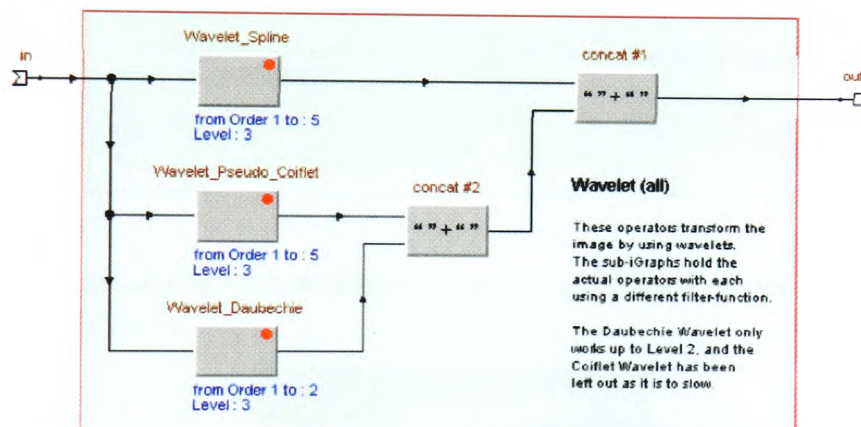 Wavelet_Spline
in
concat #1
out
“ ” + “ ”
from Order 1 to : 5
Level : 3
Wavelet_Pseudo_Coiflet
concat #2
“ ” + “ ”
from Order 1 to : 5
Level : 3
Wavelet_Daubechie
from Order 1 to : 2
Level : 3
Wavelet (all)
These operators transform the
image by using wavelets.
The sub-iGraphs hold the
actual operators with each
using a different filter-function.
The Daubechie Wavelet only
works up to Level 2, and the
Coiflet Wavelet has been
left out as it is to slow.